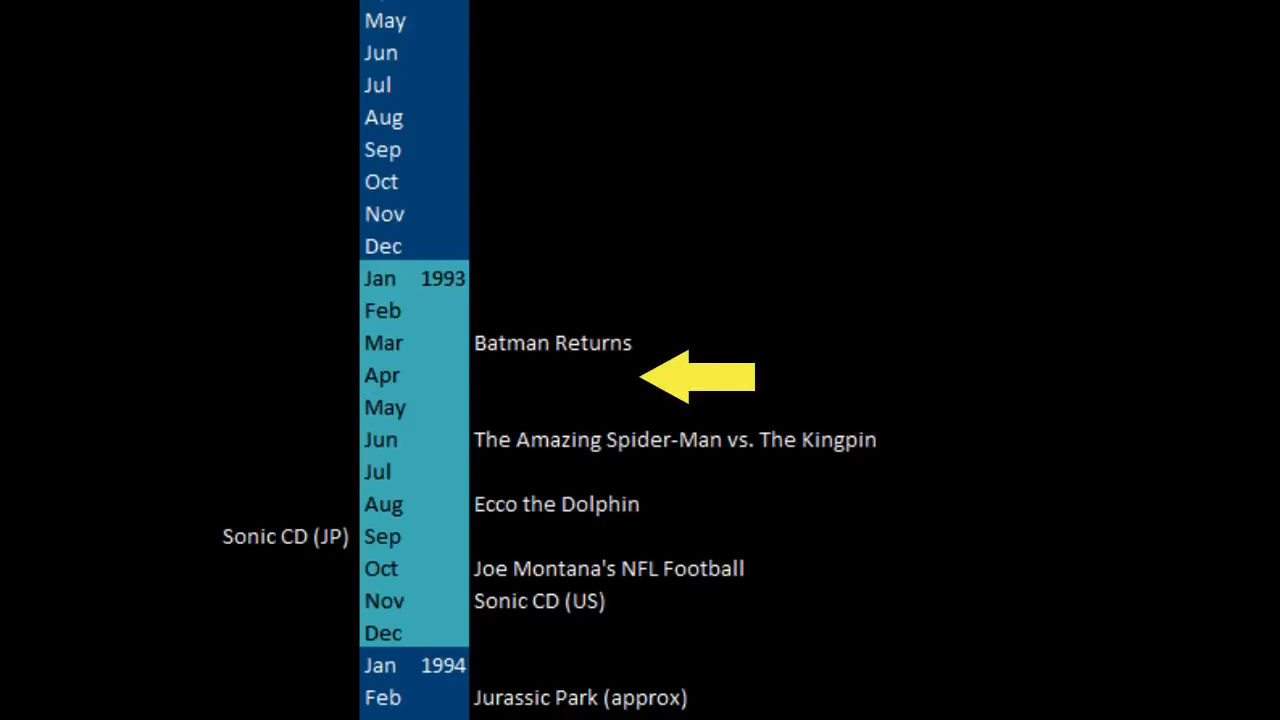 May
Jun
Jul
Aug
Sep
Oct
Nov
Dec
Jan 1993
Feb
Mar Batman Returns
Apr
May
Jun The Amazing Spider-Man vs. The Kingpin
Jul
Aug Ecco the Dolphin
Sonic CD (JP) Sep
Oct Joe Montana's NFL Football
Nov Sonic CD (US)
Dec
Jan 1994
Feb Jurassic Park (approx)